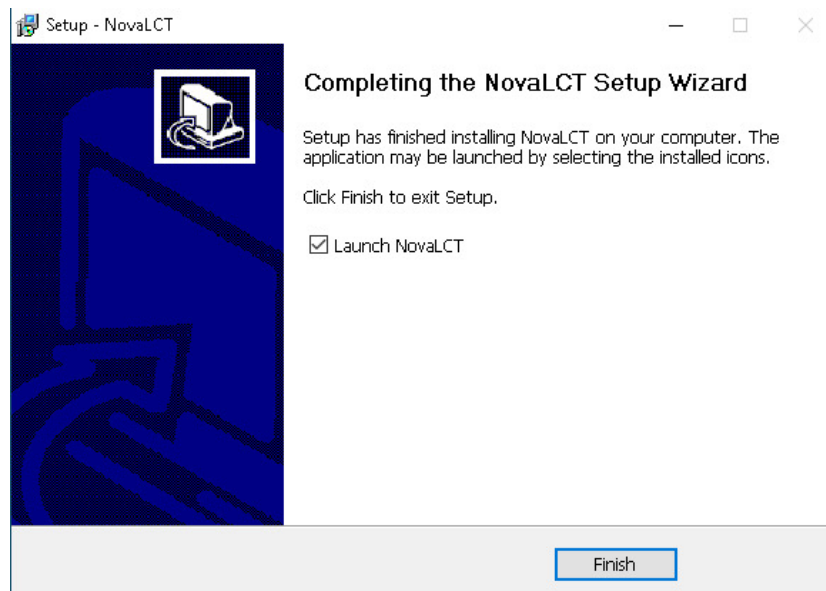 Setup - NovaLCT
Completing the NovaLCT Setup Wizard
Setup has finished installing NovaLCT on your computer. The
application may be launched by selecting the installed icons.
Click Finish to exit Setup.
Launch NovaLCT
Finish